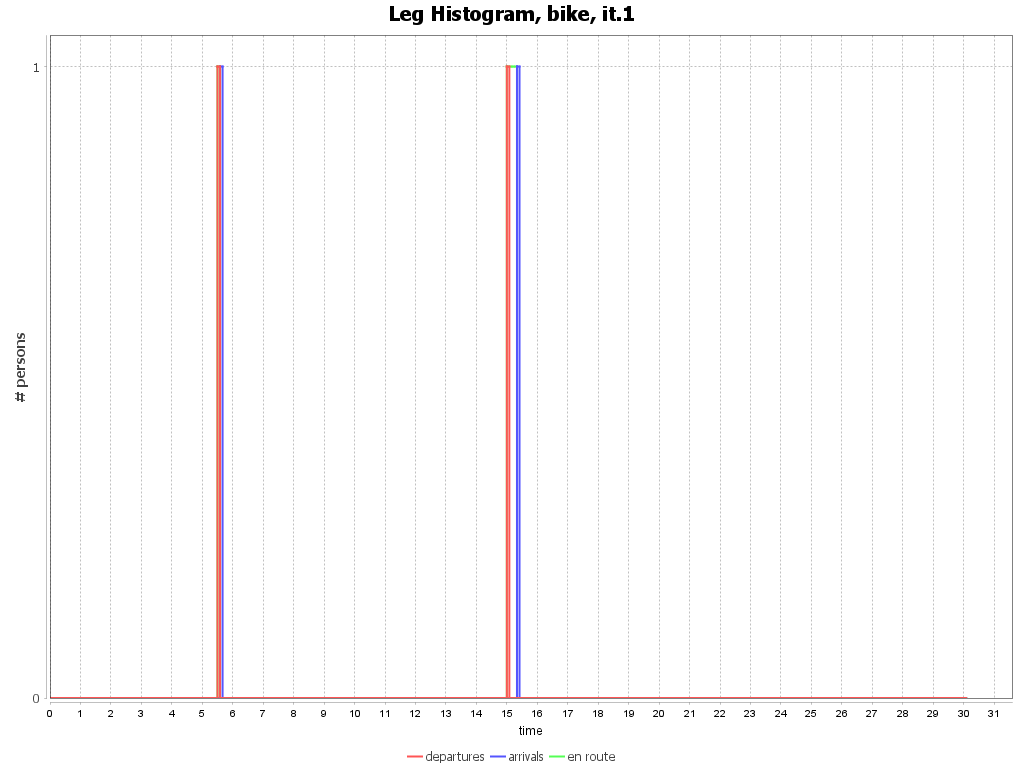 Leg Histogram, bike, it.1
# persons
1
0
0 1 2 3 4 5 6 7 8 9 10 11 12 13 14 15 16 17 18 19 20 21 22 23 24 25 26 27 28 29 30 31
time
departures arrivals en route